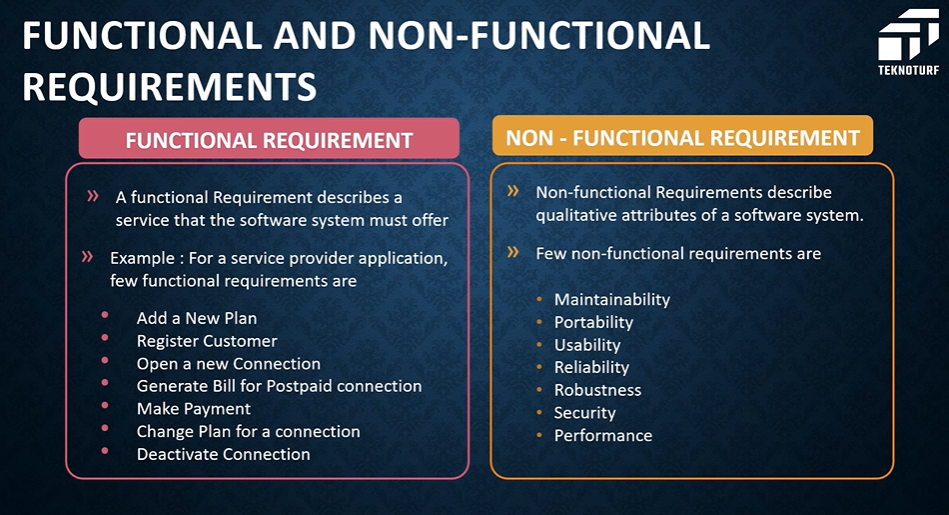 FUNCTIONAL AND NON-FUNCTIONAL
REQUIREMENTS
TEKNOTURF
FUNCTIONAL REQUIREMENT
» A functional Requirement describes a
service that the software system must offer
» Example : For a service provider application,
few functional requirements are
• Add a New Plan
• Register Customer
• Open a new Connection
• Generate Bill for Postpaid connection
• Make Payment
• Change Plan for a connection
• Deactivate Connection
NON - FUNCTIONAL REQUIREMENT
» Non-functional Requirements describe
qualitative attributes of a software system.
» Few non-functional requirements are
• Maintainability
• Portability
• Usability
• Reliability
• Robustness
• Security
• Performance